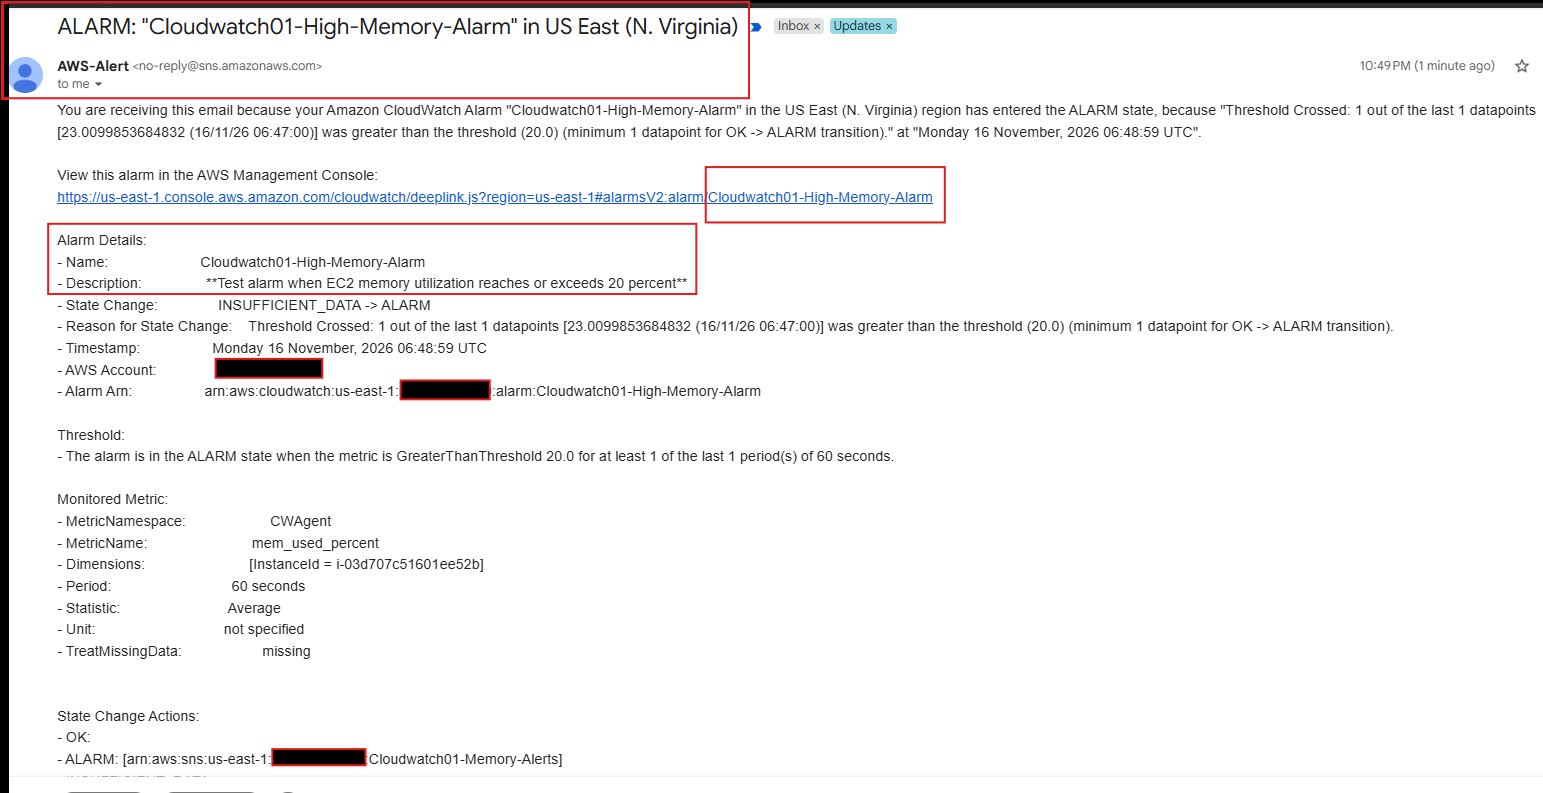 ALARM: "Cloudwatch01-High-Memory-Alarm" in US East (N. Virginia) Inbox × Updates ×
AWS-Alert <no-reply@sns.amazonaws.com> 10:49 PM (1 minute ago)
to me
You are receiving this email because your Amazon CloudWatch Alarm "Cloudwatch01-High-Memory-Alarm" in the US East (N. Virginia) region has entered the ALARM state, because "Threshold Crossed: 1 out of the last 1 datapoints
[23.0099853684832 (16/11/26 06:47:00)] was greater than the threshold (20.0) (minimum 1 datapoint for OK -> ALARM transition)." at "Monday 16 November, 2026 06:48:59 UTC".
View this alarm in the AWS Management Console:
https://us-east-1.console.aws.amazon.com/cloudwatch/deeplink.js?region=us-east-1#alarmsV2:alarm/Cloudwatch01-High-Memory-Alarm
Alarm Details:
- Name: Cloudwatch01-High-Memory-Alarm
- Description: **Test alarm when EC2 memory utilization reaches or exceeds 20 percent**
- State Change: INSUFFICIENT_DATA -> ALARM
- Reason for State Change: Threshold Crossed: 1 out of the last 1 datapoints [23.0099853684832 (16/11/26 06:47:00)] was greater than the threshold (20.0) (minimum 1 datapoint for OK -> ALARM transition).
- Timestamp: Monday 16 November, 2026 06:48:59 UTC
- AWS Account:
- Alarm Arn: arn:aws:cloudwatch:us-east-1: :alarm:Cloudwatch01-High-Memory-Alarm
Threshold:
- The alarm is in the ALARM state when the metric is GreaterThanThreshold 20.0 for at least 1 of the last 1 period(s) of 60 seconds.
Monitored Metric:
- MetricNamespace: CWAgent
- MetricName: mem_used_percent
- Dimensions: [InstanceId = i-03d707c51601ee52b]
- Period: 60 seconds
- Statistic: Average
- Unit: not specified
- TreatMissingData: missing
State Change Actions:
- OK:
- ALARM: [arn:aws:sns:us-east-1: Cloudwatch01-Memory-Alerts]